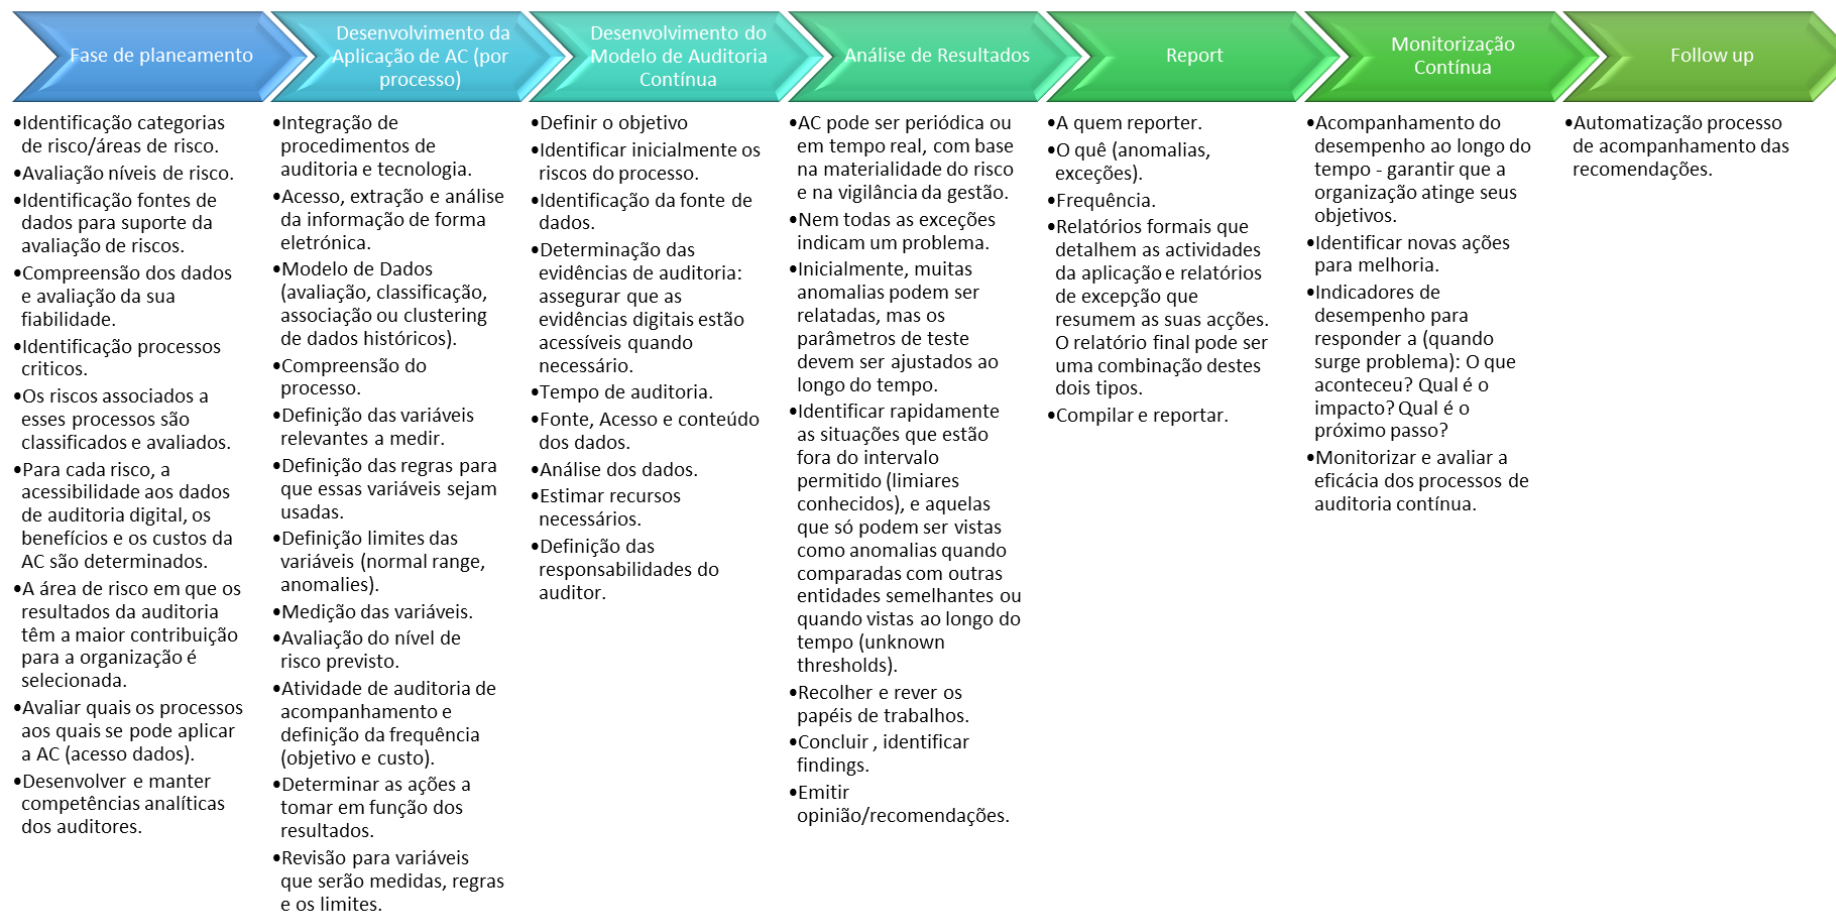 Fase de planeamento
•Identificação categorias
de risco/áreas de risco.
•Avaliação níveis de risco.
•Identificação fontes de
dados para suporte da
avaliação de riscos.
•Compreensão dos dados
e avaliação da sua
fiabilidade.
•Identificação processos
criticos.
•Os riscos associados a
esses processos são
classificados e avaliados.
•Para cada risco, a
acessibilidade aos dados
de auditoria digital, os
benefícios e os custos da
AC são determinados.
•A área de risco em que os
resultados da auditoria
têm a maior contribuição
para a organização é
selecionada.
•Avaliar quais os processos
aos quais se pode aplicar
a AC (acesso dados).
•Desenvolver e manter
competências analíticas
dos auditores.
Desenvolvimento da
Aplicação de AC (por
processo)
•Integração de
procedimentos de
auditoria e tecnologia.
•Acesso, extração e análise
da informação de forma
eletrónica.
•Modelo de Dados
(avaliação, classificação,
associação ou clustering
de dados históricos).
•Compreensão do
processo.
•Definição das variáveis
relevantes a medir.
•Definição das regras para
que essas variáveis sejam
usadas.
•Definição limites das
variáveis (normal range,
anomalies).
•Medição das variáveis.
•Avaliação do nível de
risco previsto.
•Atividade de auditoria de
acompanhamento e
definição da frequência
(objetivo e custo).
•Determinar as ações a
tomar em função dos
resultados.
•Revisão para variáveis
que serão medidas, regras
e os limites.
Desenvolvimento do
Modelo de Auditoria
Contínua
•Definir o objetivo
•Identificar inicialmente os
riscos do processo.
•Identificação da fonte de
dados.
•Determinação das
evidências de auditoria:
assegurar que as
evidências digitais estão
acessíveis quando
necessário.
•Tempo de auditoria.
•Fonte, Acesso e conteúdo
dos dados.
•Análise dos dados.
•Estimar recursos
necessários.
•Definição das
responsabilidades do
auditor.
Análise de Resultados
•AC pode ser periódica ou
em tempo real, com base
na materialidade do risco
e na vigilância da gestão.
•Nem todas as exceções
indicam um problema.
•Inicialmente, muitas
anomalias podem ser
relatadas, mas os
parâmetros de teste
devem ser ajustados ao
longo do tempo.
•Identificar rapidamente
as situações que estão
fora do intervalo
permitido (limiares
conhecidos), e aquelas
que só podem ser vistas
como anomalias quando
comparadas com outras
entidades semelhantes ou
quando vistas ao longo do
tempo (unknown
thresholds).
•Recolher e rever os
papéis de trabalhos.
•Concluir , identificar
findings.
•Emitir
opinião/recomendações.
Report
•A quem reporter.
•O quê (anomalias,
exceções).
•Frequência.
•Relatórios formais que
detalhem as actividades
da aplicação e relatórios
de excepção que
resumem as suas acções.
O relatório final pode ser
uma combinação destes
dois tipos.
•Compilar e reportar.
Monitorização
Contínua
•Acompanhamento do
desempenho ao longo do
tempo - garantir que a
organização atinge seus
objetivos.
•Identificar novas ações
para melhoria.
•Indicadores de
desempenho para
responder a (quando
surge problema): O que
aconteceu? Qual é o
impacto? Qual é o
próximo passo?
•Monitorizar e avaliar a
eficácia dos processos de
auditoria contínua.
Follow up
•Automatização processo
de acompanhamento das
recomendações.